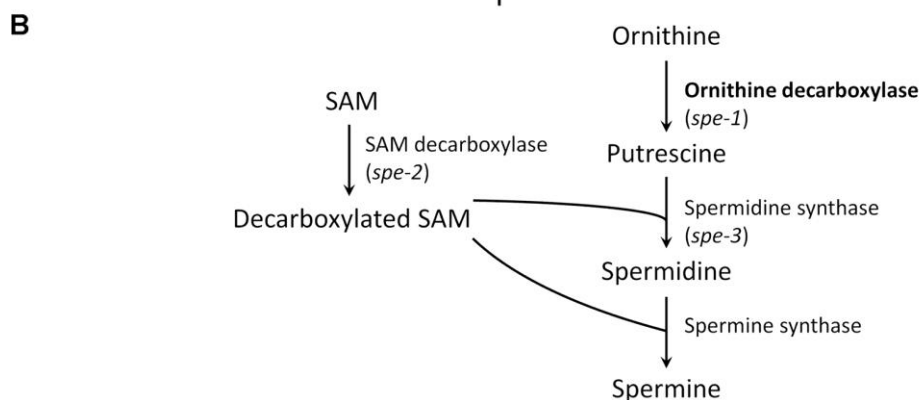 B
Ornithine
Ornithine decarboxylase
(spe-1)
SAM
SAM decarboxylase
(spe-2)
Putrescine
Decarboxylated SAM
Spermidine synthase
(spe-3)
Spermidine
Spermine synthase
Spermine